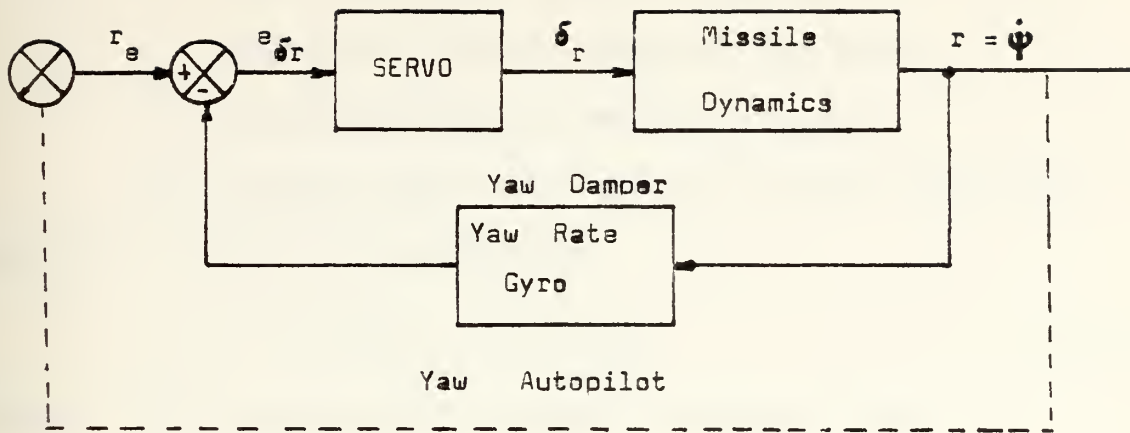 r_e
+
-
e_δr
SERVO
δ_r
Missile
Dynamics
r = ψ̇
Yaw Damper
Yaw Rate
Gyro
Yaw Autopilot